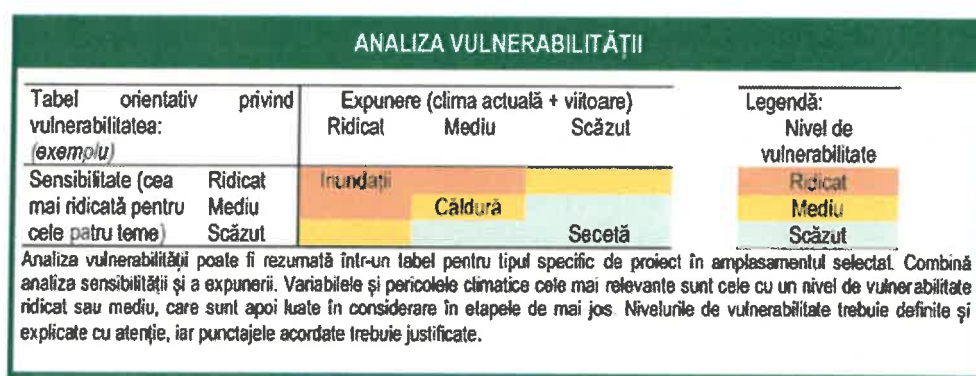 ANALIZA VULNERABILITĂȚII
Tabel orientativ privind vulnerabilitatea: (exemplu)
Expunere (clima actuală + viitoare)
Ridicat Mediu Scăzut
Legendă:
Nivel de vulnerabilitate
Sensibilitate (cea mai ridicată pentru cele patru teme)
Ridicat Inundații
Mediu Căldură
Scăzut Secetă
Ridicat
Mediu
Scăzut
Analiza vulnerabilității poate fi rezumată într-un tabel pentru tipul specific de proiect în amplasamentul selectat. Combină
analiza sensibilității și a expunerii. Variabilele și pericolele climatice cele mai relevante sunt cele cu un nivel de vulnerabilitate
ridicat sau mediu, care sunt apoi luate în considerare în etapele de mai jos. Nivelurile de vulnerabilitate trebuie definite și
explicate cu atenție, iar punctajele acordate trebuie justificate.